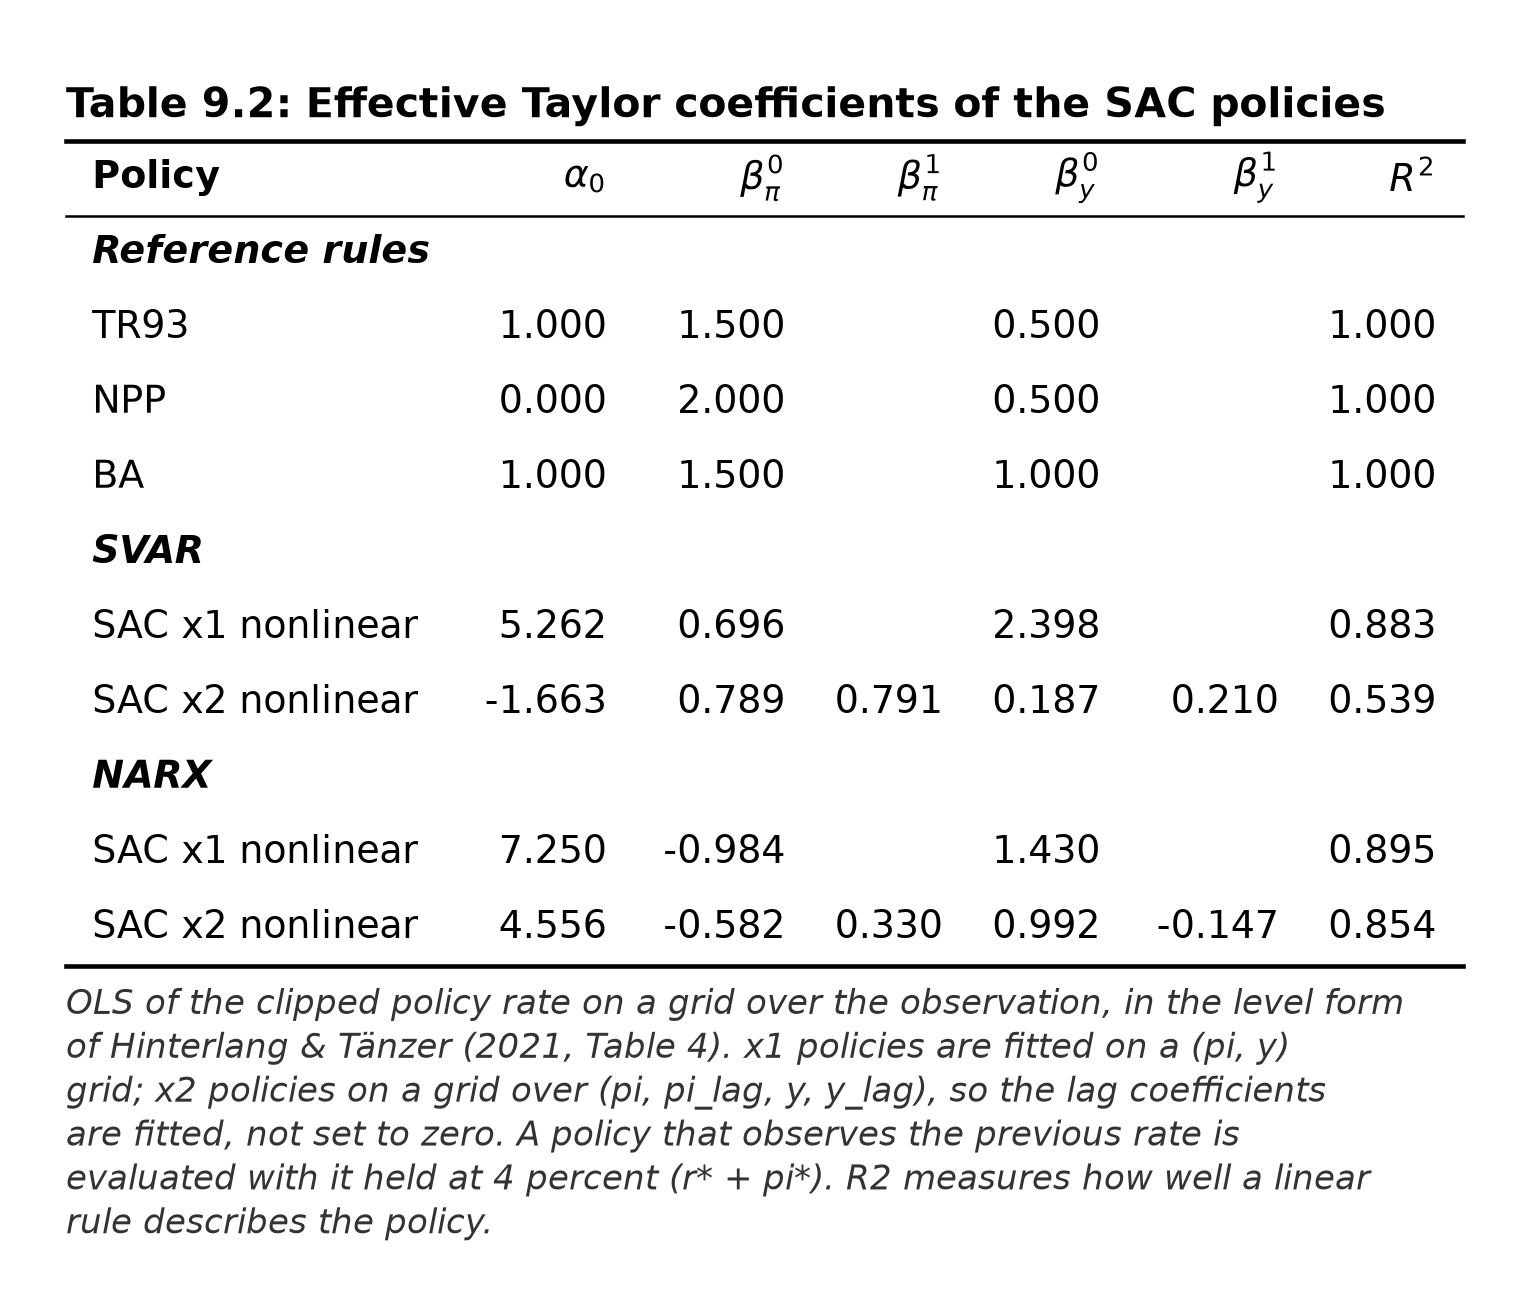 Table 9.2: Effective Taylor coefficients of the SAC policies
Policy α₀ β⁰_π β¹_π β⁰_y β¹_y R²
Reference rules
TR93 1.000 1.500 0.500 1.000
NPP 0.000 2.000 0.500 1.000
BA 1.000 1.500 1.000 1.000
SVAR
SAC x1 nonlinear 5.262 0.696 2.398 0.883
SAC x2 nonlinear -1.663 0.789 0.791 0.187 0.210 0.539
NARX
SAC x1 nonlinear 7.250 -0.984 1.430 0.895
SAC x2 nonlinear 4.556 -0.582 0.330 0.992 -0.147 0.854
OLS of the clipped policy rate on a grid over the observation, in the level form
of Hinterlang & Tänzer (2021, Table 4). x1 policies are fitted on a (pi, y)
grid; x2 policies on a grid over (pi, pi_lag, y, y_lag), so the lag coefficients
are fitted, not set to zero. A policy that observes the previous rate is
evaluated with it held at 4 percent (r* + pi*). R2 measures how well a linear
rule describes the policy.